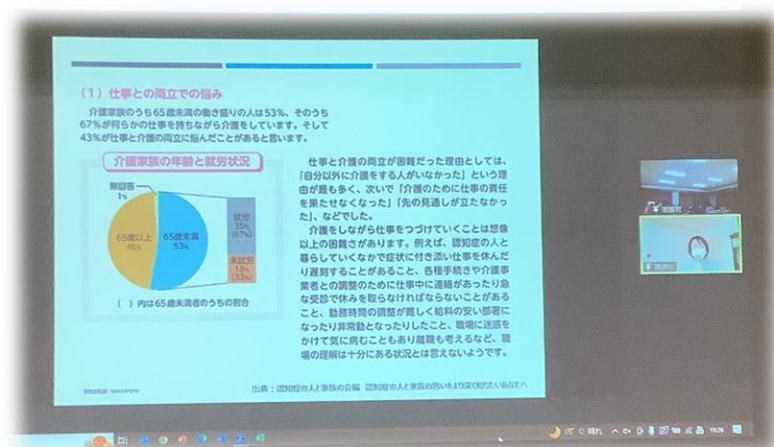 (1) 仕事との両立での悩み
介護家族のうち65歳未満の働き盛りの人は53%、そのうち
67%が何らかの仕事を持ちながら介護をしています。そして
43%が仕事と介護の両立に悩んだことがあると言います。
介護家族の年齢と就労状況
無回答
1%
65歳以上
46%
65歳未満
53%
就労
35%
(67%)
未就労
18%
(33%)
( )内は65歳未満者のうちの割合
仕事と介護の両立が困難だった理由としては、
「自分以外に介護をする人がいなかった」という理
由が最も多く、次いで「介護のために仕事の責任
を果たせなくなった」「先の見通しが立たなかっ
た」、などでした。
介護をしながら仕事をつづけていくことは想像
以上の困難さがあります。例えば、認知症の人と
暮らしていくなかで症状に付き添い仕事を休んだ
り遅刻することがあること、各種手続きや介護事
業者との調整のために仕事中に連絡があったり急
な受診で休みを取らなければならないことがある
こと、勤務時間の調整が難しく給料の安い部署に
なったり非常勤となったりしたこと、職場に迷惑を
かけて気に病むこともあり離職も考えるなど、職
場の理解は十分にある状況とは言えないようです。
出典:認知症の人と家族の会編 認知症の人と家族の思いをより深く知りたいあなたへ
15℃ 晴れ
19:26